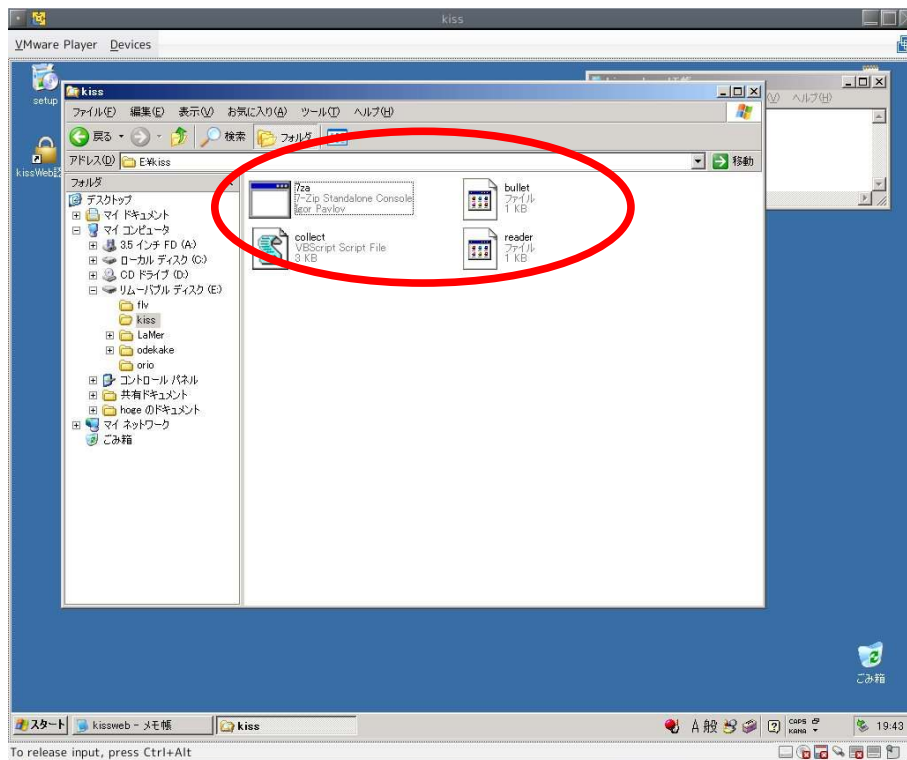 kiss
VMware Player Devices
setup
kiss
ファイル(F) 編集(E) 表示(V) お気に入り(A) ツール(T) ヘルプ(H)
(V) ヘルプ(H)
戻る 検索 フォルダ
アドレス(D) E:¥kiss 移動
kissWeb認
フォルダ
デスクトップ
マイ ドキュメント
マイ コンピュータ
3.5 インチ FD (A:)
ローカル ディスク (C:)
CD ドライブ (D:)
リムーバブル ディスク (E:)
flv
kiss
LaMer
odekake
orio
コントロール パネル
共有ドキュメント
hoge のドキュメント
マイ ネットワーク
ごみ箱
7za
7-Zip Standalone Console
Igor Pavlov
bullet
ファイル
1 KB
collect
VBScript Script File
3 KB
reader
ファイル
1 KB
ごみ箱
スタート kissweb - メモ帳 kiss A 般 CAPS KANA 19:43
To release input, press Ctrl+Alt